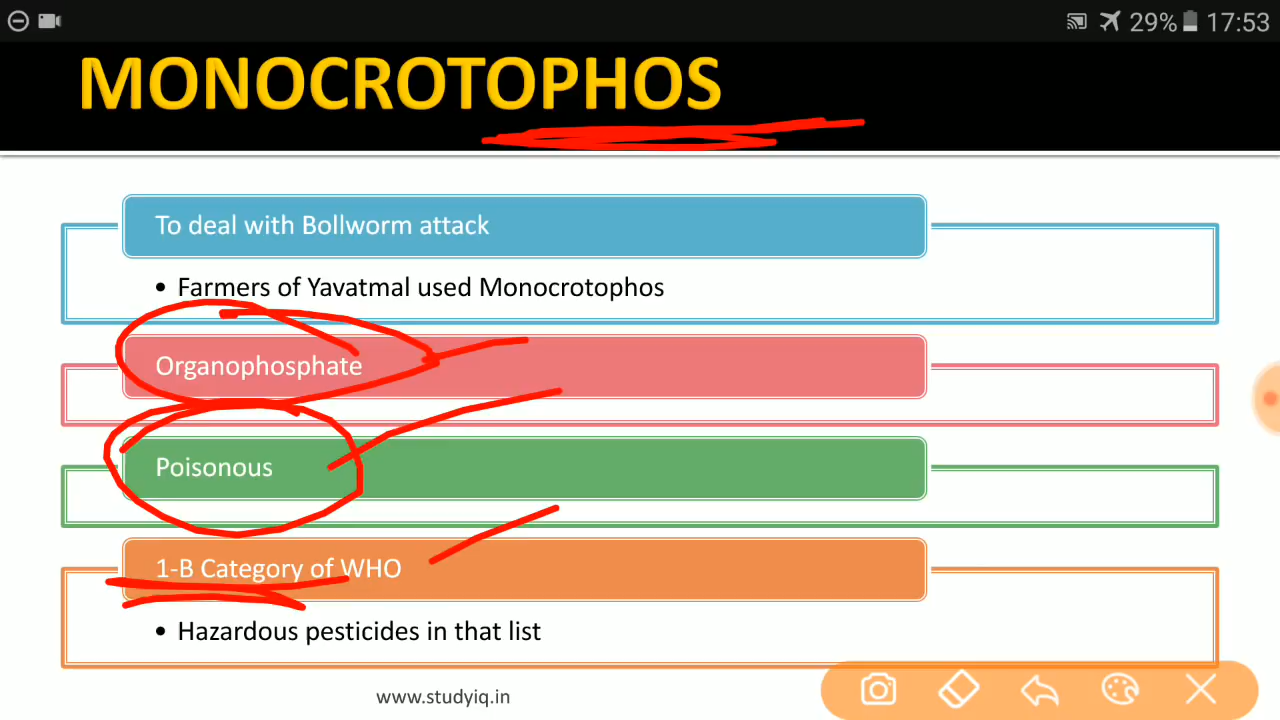 29% 17:53
MONOCROTOPHOS
To deal with Bollworm attack
• Farmers of Yavatmal used Monocrotophos
Organophosphate
Poisonous
1-B Category of WHO
• Hazardous pesticides in that list
www.studyiq.in